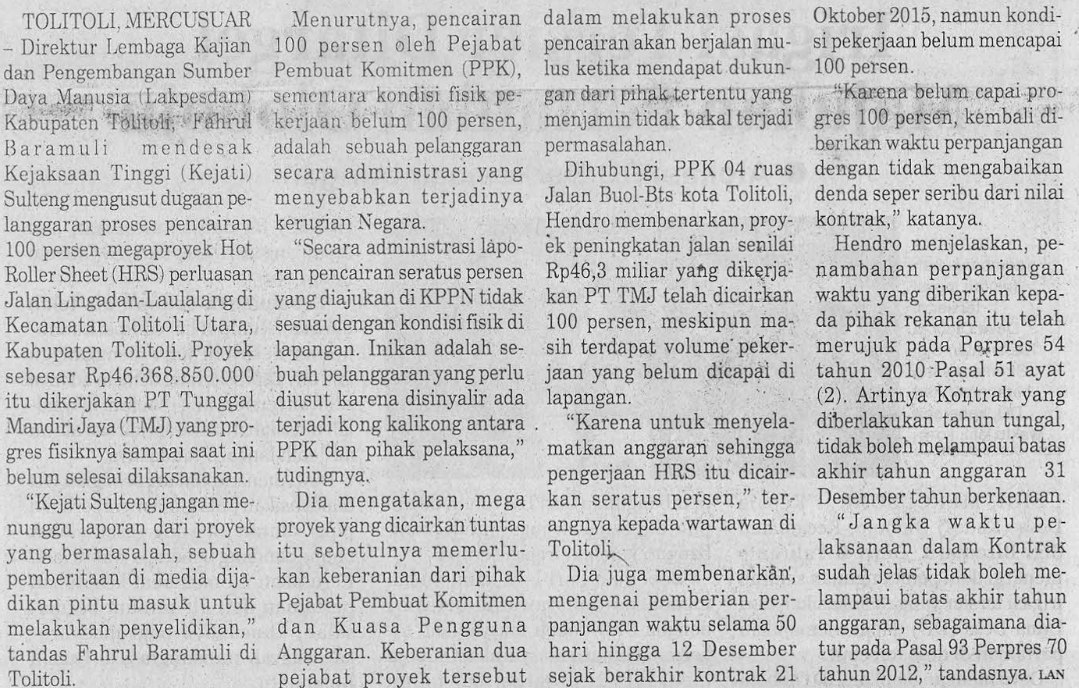 TOLITOLI, MERCUSUAR
– Direktur Lembaga Kajian
dan Pengembangan Sumber
Daya Manusia (Lakpesdam)
Kabupaten Tolitoli, Fahrul
Baramuli mendesak
Kejaksaan Tinggi (Kejati)
Sulteng mengusut dugaan pe-
langgaran proses pencairan
100 persen megaproyek Hot
Roller Sheet (HRS) perluasan
Jalan Lingadan-Laulalang di
Kecamatan Tolitoli Utara,
Kabupaten Tolitoli. Proyek
sebesar Rp46.368.850.000
itu dikerjakan PT Tunggal
Mandiri Jaya (TMJ) yang pro-
gres fisiknya sampai saat ini
belum selesai dilaksanakan.
"Kejati Sulteng jangan me-
nunggu laporan dari proyek
yang bermasalah, sebuah
pemberitaan di media dija-
dikan pintu masuk untuk
melakukan penyelidikan,"
tandas Fahrul Baramuli di
Tolitoli.
Menurutnya, pencairan
100 persen oleh Pejabat
Pembuat Komitmen (PPK),
sementara kondisi fisik pe-
kerjaan belum 100 persen,
adalah sebuah pelanggaran
secara administrasi yang
menyebabkan terjadinya
kerugian Negara.
"Secara administrasi lapo-
ran pencairan seratus persen
yang diajukan di KPPN tidak
sesuai dengan kondisi fisik di
lapangan. Inikan adalah se-
buah pelanggaran yang perlu
diusut karena disinyalir ada
terjadi kong kalikong antara
PPK dan pihak pelaksana,"
tudingnya.
Dia mengatakan, mega
proyek yang dicairkan tuntas
itu sebetulnya memerlu-
kan keberanian dari pihak
Pejabat Pembuat Komitmen
dan Kuasa Pengguna
Anggaran. Keberanian dua
pejabat proyek tersebut
dalam melakukan proses
pencairan akan berjalan mu-
lus ketika mendapat dukun-
gan dari pihak tertentu yang
menjamin tidak bakal terjadi
permasalahan.
Dihubungi, PPK 04 ruas
Jalan Buol-Bts kota Tolitoli,
Hendro membenarkan, proy-
ek peningkatan jalan senilai
Rp46,3 miliar yang dikerja-
kan PT TMJ telah dicairkan
100 persen, meskipun ma-
sih terdapat volume peker-
jaan yang belum dicapai di
lapangan.
"Karena untuk menyela-
matkan anggaran sehingga
pengerjaan HRS itu dicair-
kan seratus persen," ter-
angnya kepada wartawan di
Tolitoli.
Dia juga membenarkan,
mengenai pemberian per-
panjangan waktu selama 50
hari hingga 12 Desember
sejak berakhir kontrak 21
Oktober 2015, namun kondi-
si pekerjaan belum mencapai
100 persen.
"Karena belum capai pro-
gres 100 persen, kembali di-
berikan waktu perpanjangan
dengan tidak mengabaikan
denda seper seribu dari nilai
kontrak," katanya.
Hendro menjelaskan, pe-
nambahan perpanjangan
waktu yang diberikan kepa-
da pihak rekanan itu telah
merujuk pada Perpres 54
tahun 2010 Pasal 51 ayat
(2). Artinya Kontrak yang
diberlakukan tahun tungal,
tidak boleh melampaui batas
akhir tahun anggaran 31
Desember tahun berkenaan.
"Jangka waktu pe-
laksanaan dalam Kontrak
sudah jelas tidak boleh me-
lampaui batas akhir tahun
anggaran, sebagaimana dia-
tur pada Pasal 93 Perpres 70
tahun 2012," tandasnya. LAN